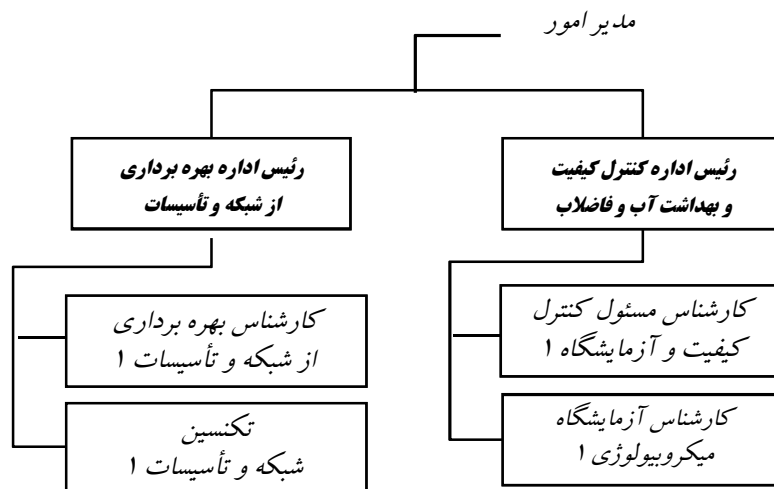 مدیر امور
رئیس اداره کنترل کیفیت
و بهداشت آب و فاضلاب
رئیس اداره بهره برداری
از شبکه و تأسیسات
کارشناس مسئول کنترل
کیفیت و آزمایشگاه ۱
کارشناس آزمایشگاه
میکروبیولوژی ۱
کارشناس بهره برداری
از شبکه و تأسیسات ۱
تکنسین
شبکه و تأسیسات ۱